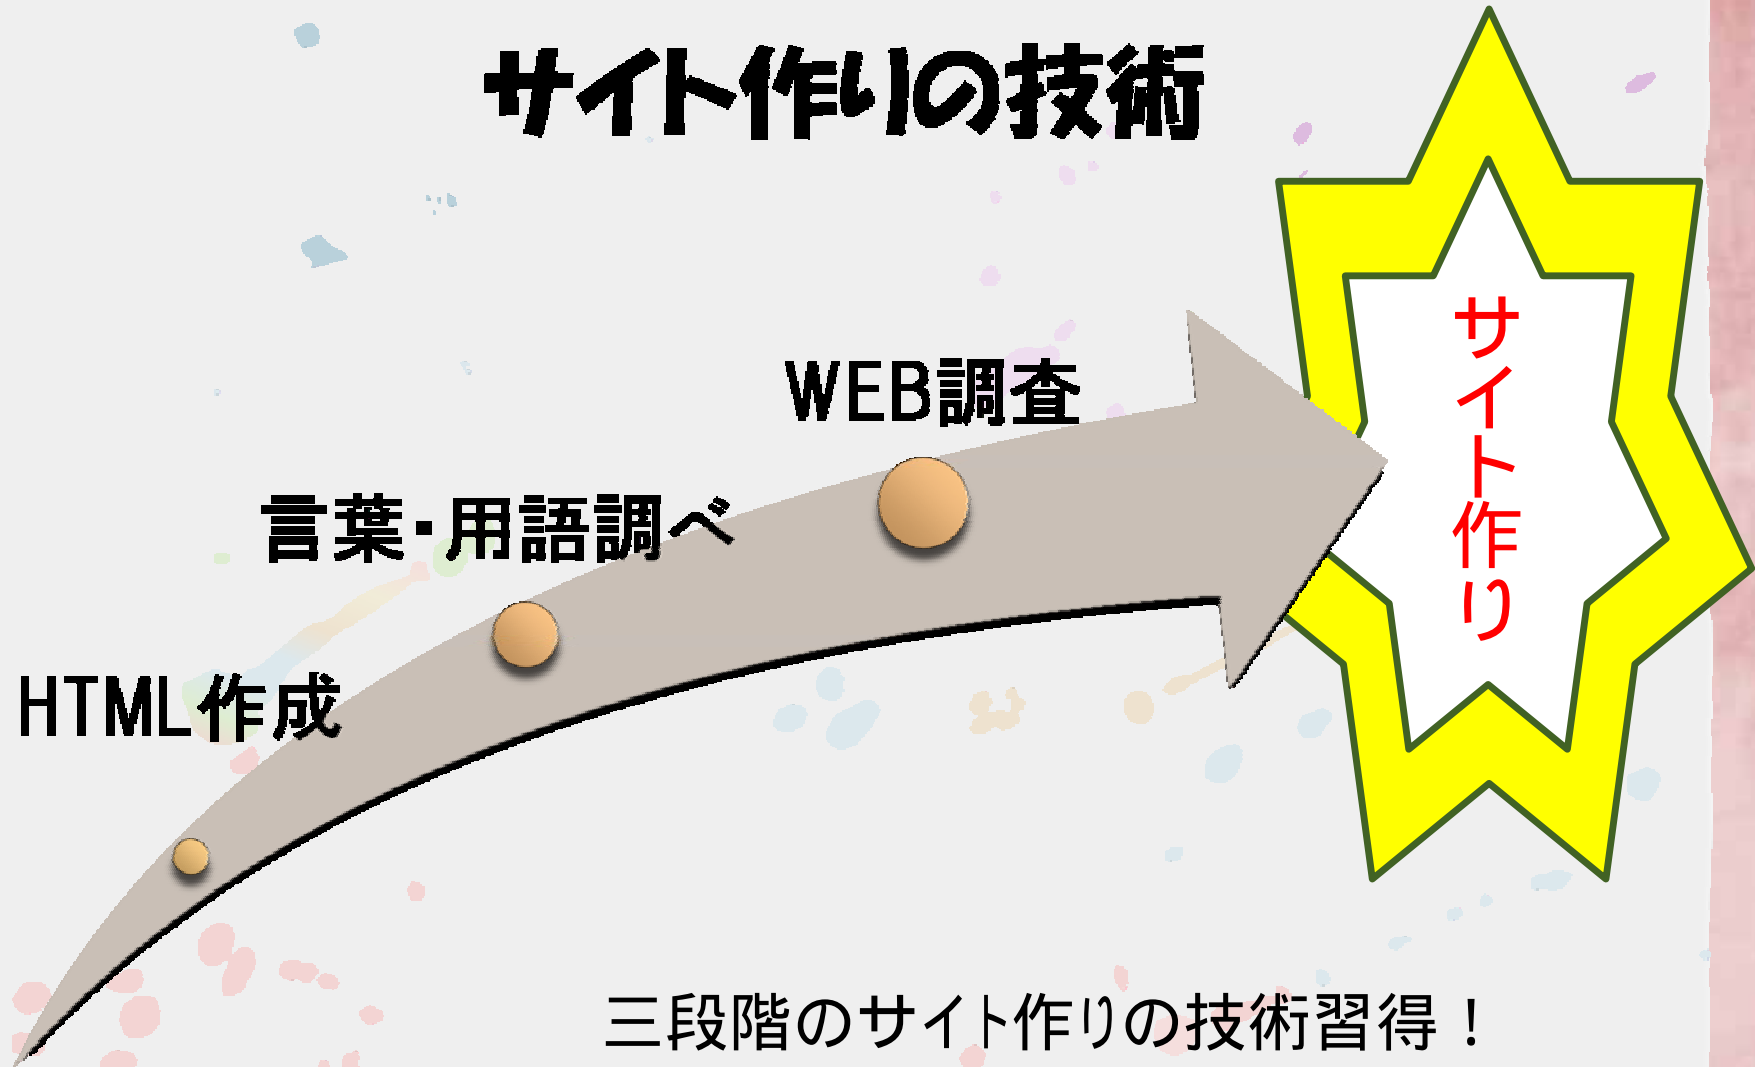 サイト作りの技術
WEB調査
言葉・用語調べ
HTML作成
サイト作り
三段階のサイト作りの技術習得！